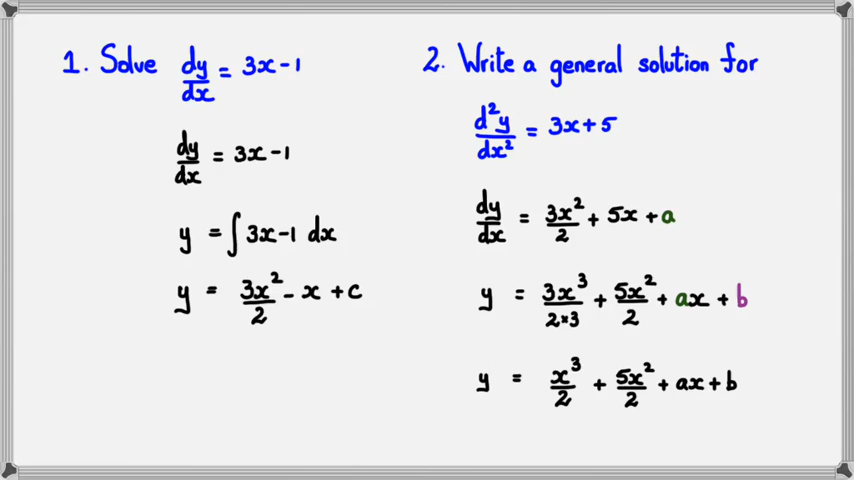 1. Solve dy/dx = 3x-1
dy/dx = 3x-1
y = ∫ 3x-1 dx
y = 3x²/2 - x + c
2. Write a general solution for
d²y/dx² = 3x+5
dy/dx = 3x²/2 + 5x + a
y = 3x³/2×3 + 5x²/2 + ax + b
y = x³/2 + 5x²/2 + ax + b